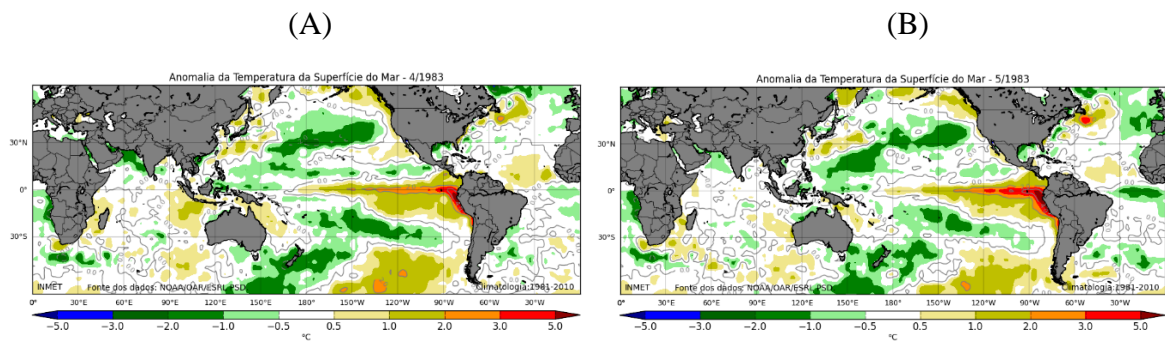 (A)
(B)
Anomalia da Temperatura da Superfície do Mar - 4/1983
30°N
0°
30°S
INMET Fonte dos dados: NOAA/OAR/ESRL PSD Climatologia:1981-2010
0° 30°E 60°E 90°E 120°E 150°E 180° 150°W 120°W 90°W 60°W 30°W
−5.0 −3.0 −2.0 −1.0 −0.5 0.5 1.0 2.0 3.0 5.0
°C
Anomalia da Temperatura da Superfície do Mar - 5/1983
30°N
0°
30°S
INMET Fonte dos dados: NOAA/OAR/ESRL PSD Climatologia:1981-2010
0° 30°E 60°E 90°E 120°E 150°E 180° 150°W 120°W 90°W 60°W 30°W
−5.0 −3.0 −2.0 −1.0 −0.5 0.5 1.0 2.0 3.0 5.0
°C